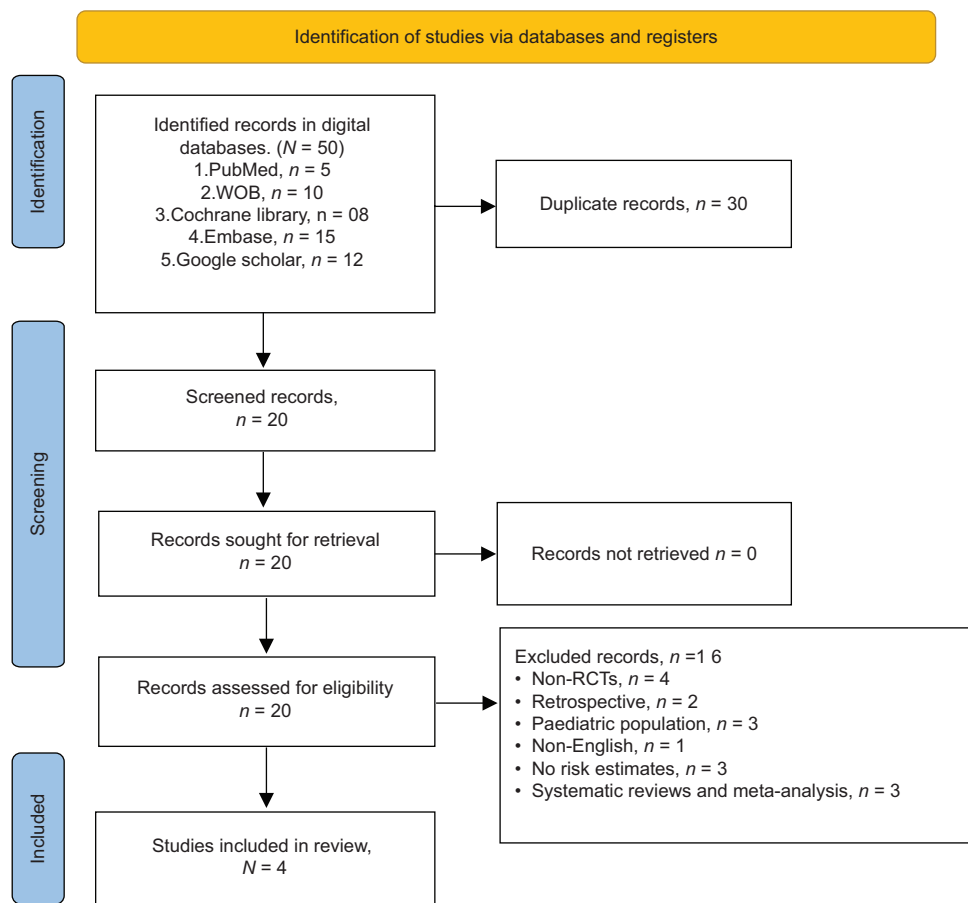 Identification of studies via databases and registers
Identification
Identified records in digital
databases. (N = 50)
1.PubMed, n = 5
2.WOB, n = 10
3.Cochrane library, n = 08
4.Embase, n = 15
5.Google scholar, n = 12
Duplicate records, n = 30
Screening
Screened records,
n = 20
Records sought for retrieval
n = 20
Records not retrieved n = 0
Records assessed for eligibility
n = 20
Excluded records, n =1 6
• Non-RCTs, n = 4
• Retrospective, n = 2
• Paediatric population, n = 3
• Non-English, n = 1
• No risk estimates, n = 3
• Systematic reviews and meta-analysis, n = 3
Included
Studies included in review,
N = 4